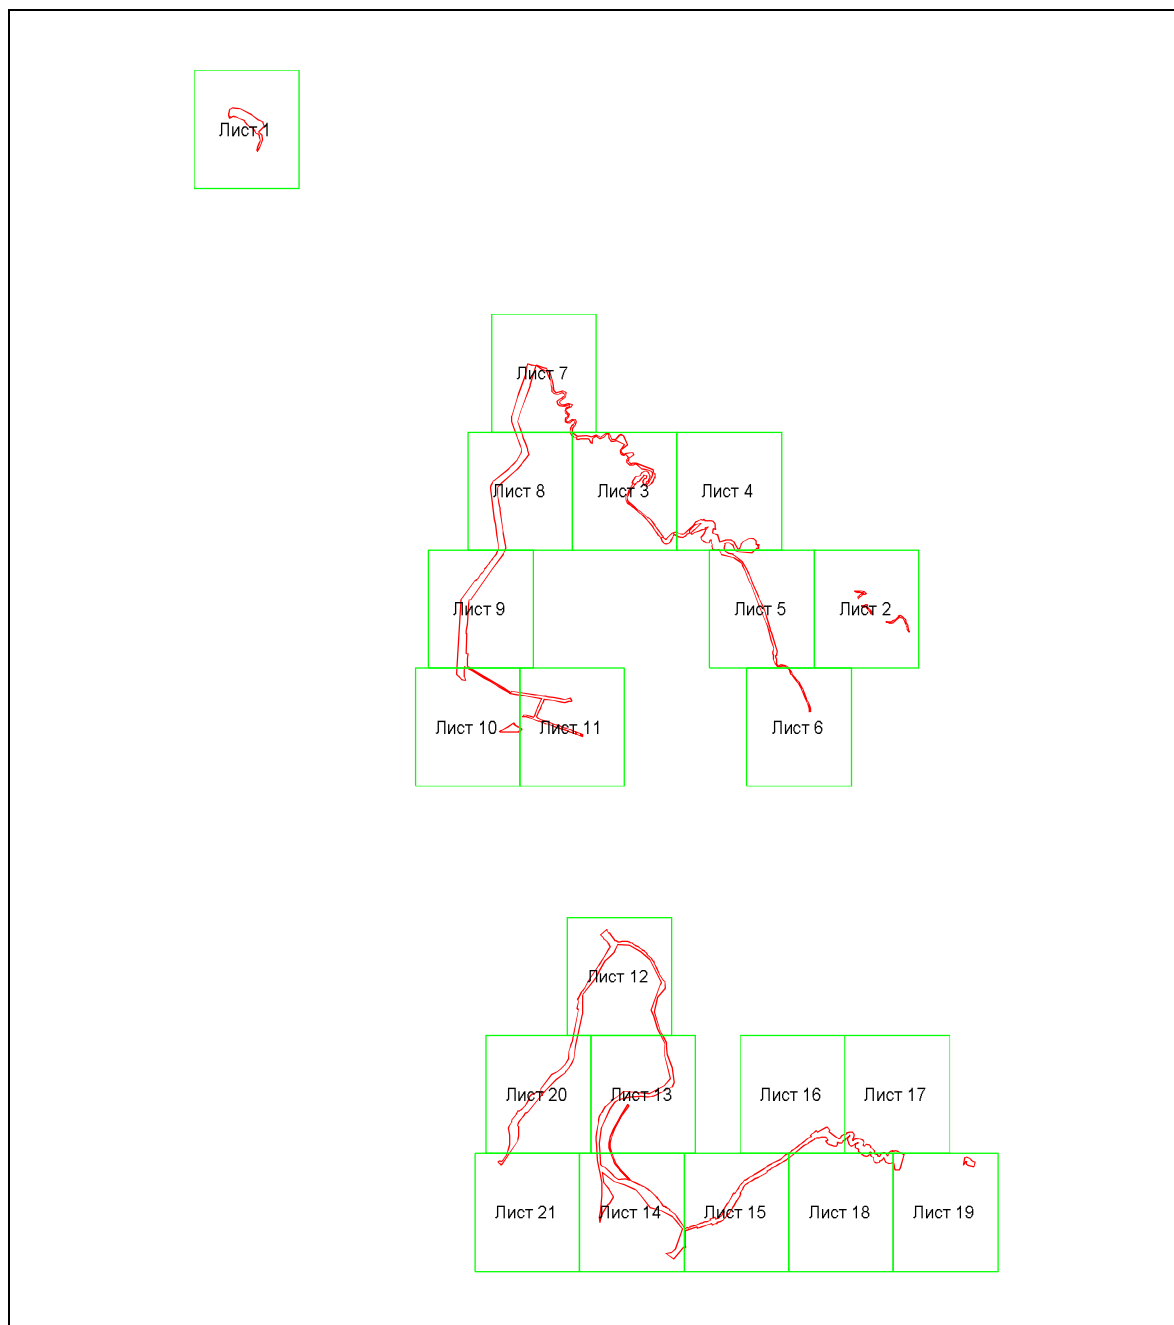 Лист 1
Лист 7
Лист 8
Лист 3
Лист 4
Лист 9
Лист 5
Лист 2
Лист 10
Лист 11
Лист 6
Лист 12
Лист 20
Лист 13
Лист 16
Лист 17
Лист 21
Лист 14
Лист 15
Лист 18
Лист 19